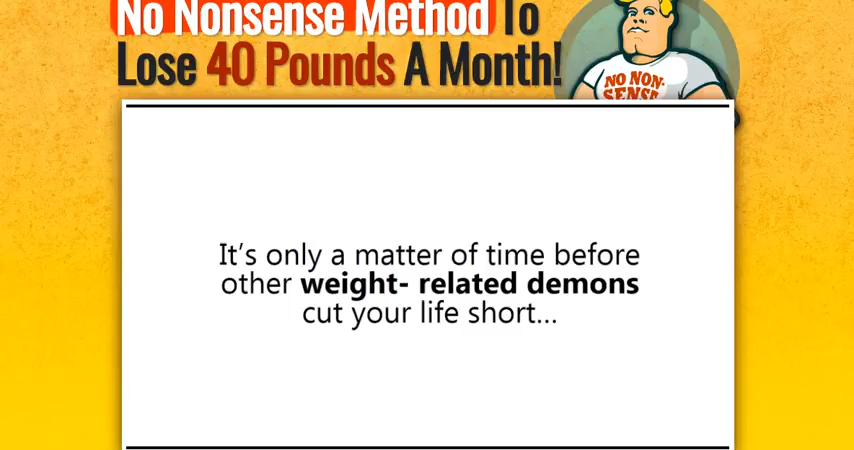 No Nonsense Method To
Lose 40 Pounds A Month!
NO NON-
SENSE
It's only a matter of time before
other weight- related demons
cut your life short...